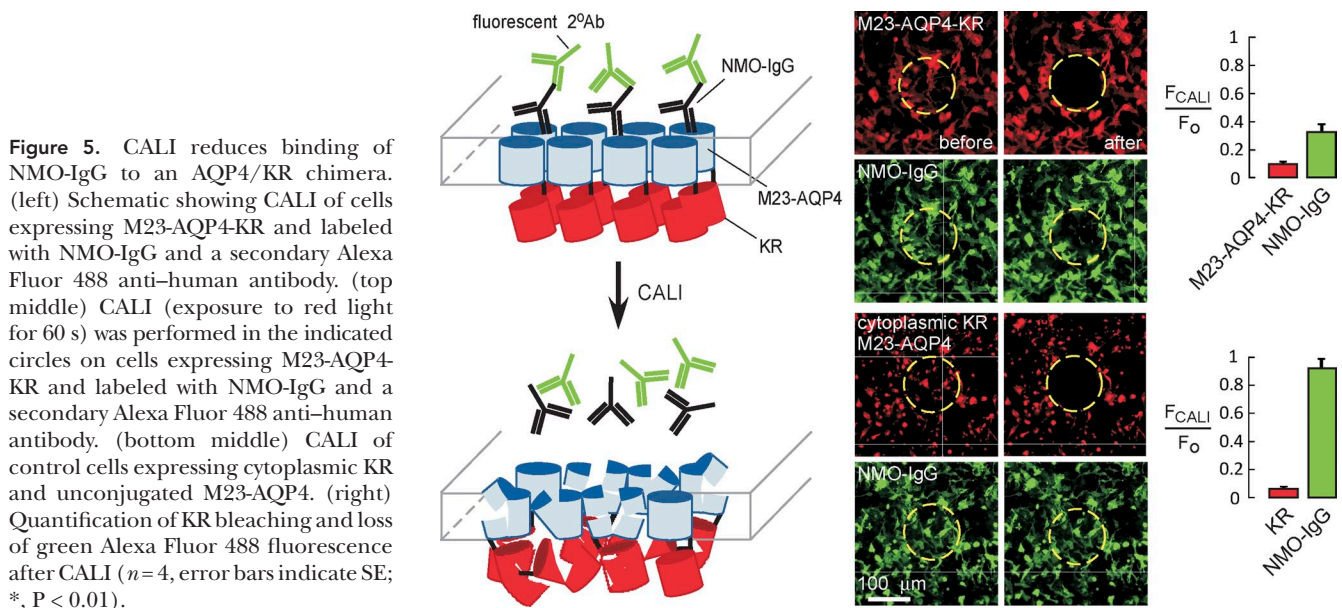 Figure 5. CALI reduces binding of
NMO-IgG to an AQP4/KR chimera.
(left) Schematic showing CALI of cells
expressing M23-AQP4-KR and labeled
with NMO-IgG and a secondary Alexa
Fluor 488 anti–human antibody. (top
middle) CALI (exposure to red light
for 60 s) was performed in the indicated
circles on cells expressing M23-AQP4-
KR and labeled with NMO-IgG and a
secondary Alexa Fluor 488 anti–human
antibody. (bottom middle) CALI of
control cells expressing cytoplasmic KR
and unconjugated M23-AQP4. (right)
Quantification of KR bleaching and loss
of green Alexa Fluor 488 fluorescence
after CALI (n = 4, error bars indicate SE;
*, P < 0.01).
fluorescent 2ºAb
NMO-IgG
M23-AQP4
KR
CALI
M23-AQP4-KR
before
after
NMO-IgG
cytoplasmic KR
M23-AQP4
NMO-IgG
100 µm
FCALI
Fo
1
0.8
0.6
0.4
0.2
0
M23-AQP4-KR
NMO-IgG
FCALI
Fo
1
0.8
0.6
0.4
0.2
0
KR
NMO-IgG